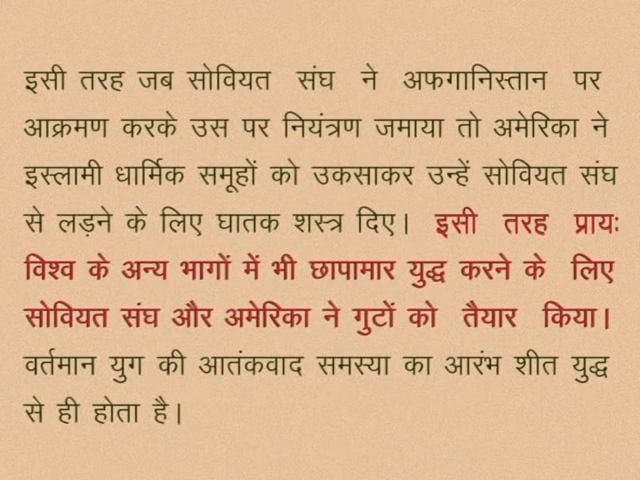 इसी तरह जब सोवियत संघ ने अफगानिस्तान पर
आक्रमण करके उस पर नियंत्रण जमाया तो अमेरिका ने
इस्लामी धार्मिक समूहों को उकसाकर उन्हें सोवियत संघ
से लड़ने के लिए घातक शस्त्र दिए। इसी तरह प्रायः
विश्व के अन्य भागों में भी छापामार युद्ध करने के लिए
सोवियत संघ और अमेरिका ने गुटों को तैयार किया।
वर्तमान युग की आतंकवाद समस्या का आरंभ शीत युद्ध
से ही होता है।